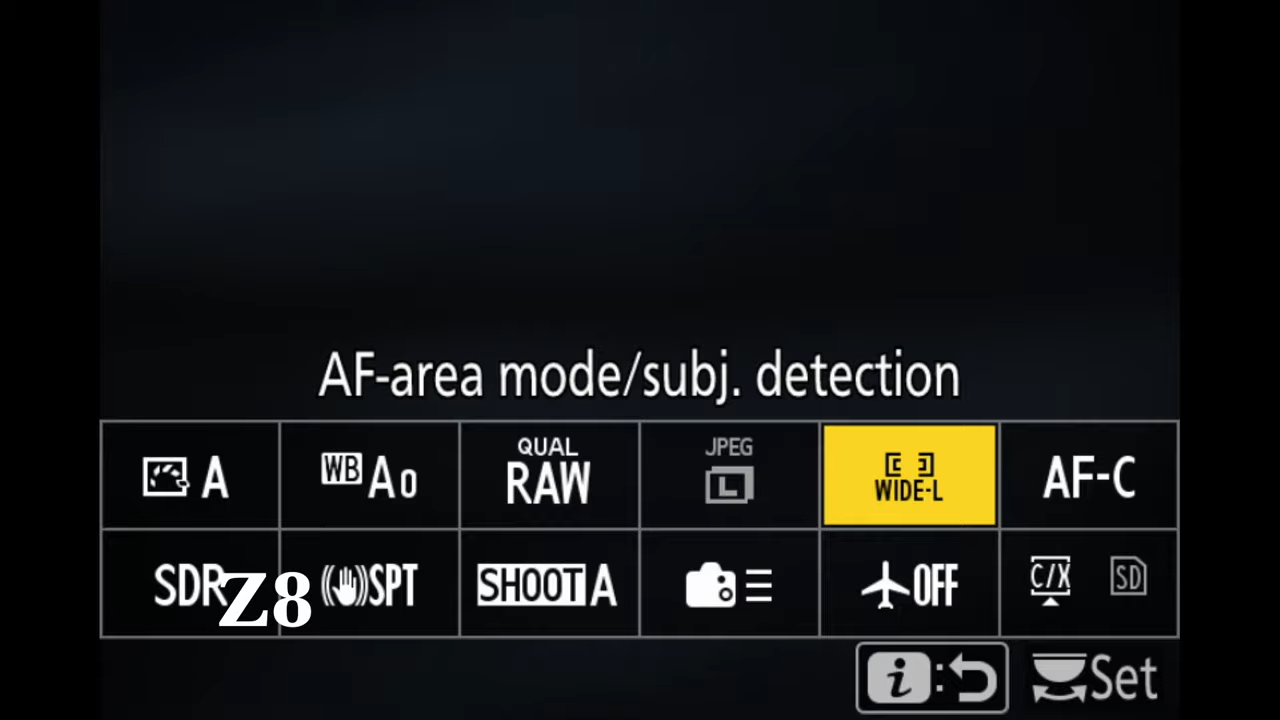 AF-area mode/subj. detection
A WB A0 QUAL RAW JPEG L WIDE-L AF-C
SDR Z8 SPT SHOOT A OFF C/X SD
i : Set